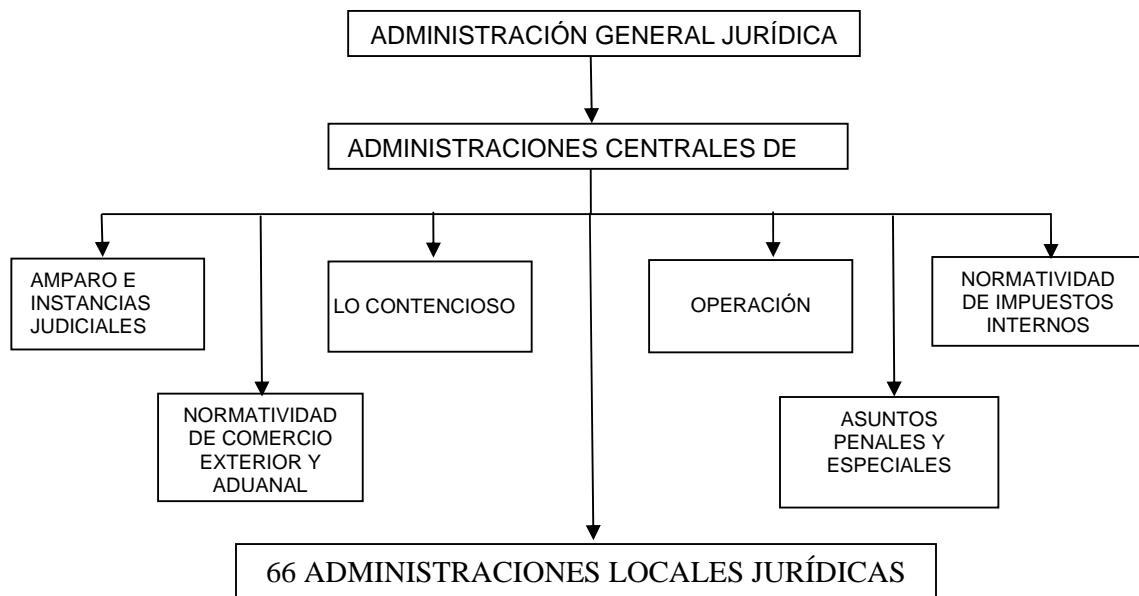 ADMINISTRACIÓN GENERAL JURÍDICA
ADMINISTRACIONES CENTRALES DE
AMPARO E
INSTANCIAS
JUDICIALES
LO CONTENCIOSO
OPERACIÓN
NORMATIVIDAD
DE IMPUESTOS
INTERNOS
NORMATIVIDAD
DE COMERCIO
EXTERIOR Y
ADUANAL
ASUNTOS
PENALES Y
ESPECIALES
66 ADMINISTRACIONES LOCALES JURÍDICAS